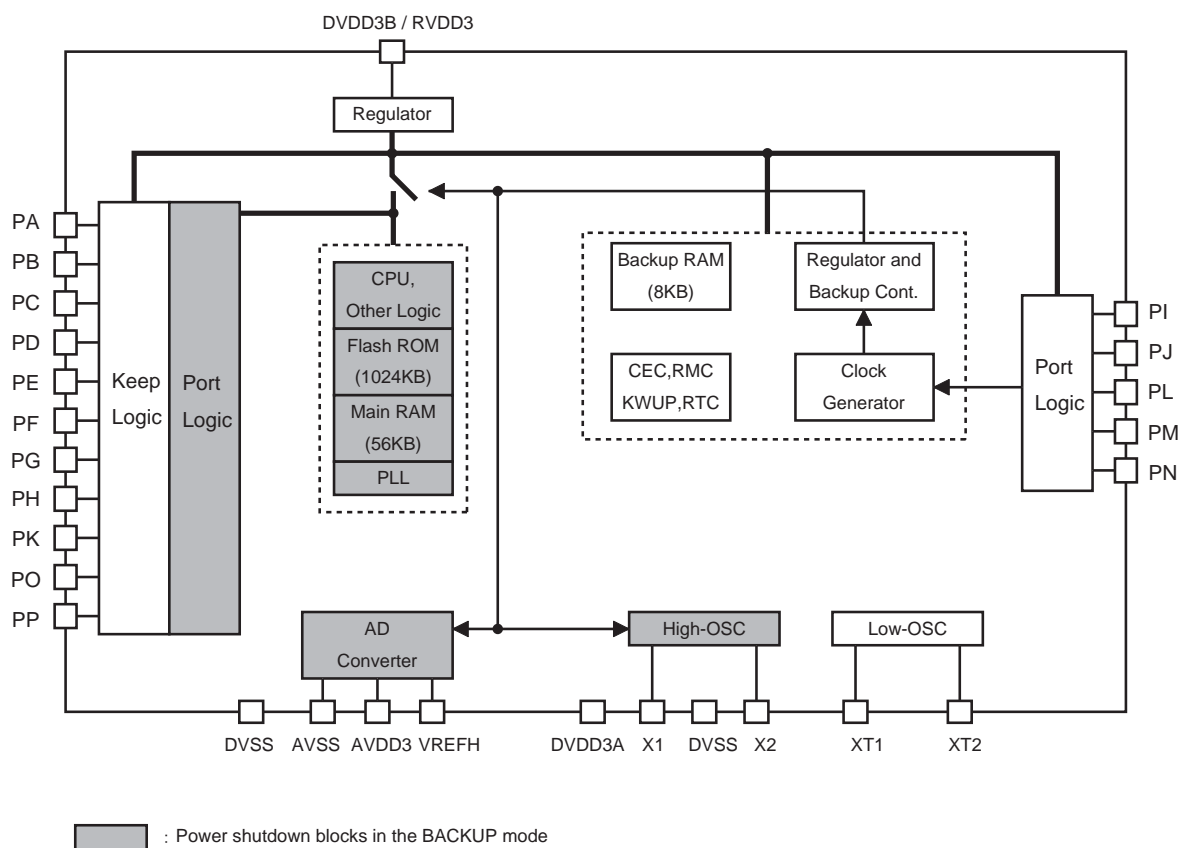 DVDD3B / RVDD3
Regulator
PA
PB
PC
PD
PE
PF
PG
PH
PK
PO
PP
Keep
Logic
Port
Logic
CPU,
Other Logic
Flash ROM
(1024KB)
Main RAM
(56KB)
PLL
Backup RAM
(8KB)
Regulator and
Backup Cont.
CEC,RMC
KWUP,RTC
Clock
Generator
Port
Logic
PI
PJ
PL
PM
PN
AD
Converter
High-OSC
Low-OSC
DVSS
AVSS
AVDD3
VREFH
DVDD3A
X1
DVSS
X2
XT1
XT2
: Power shutdown blocks in the BACKUP mode